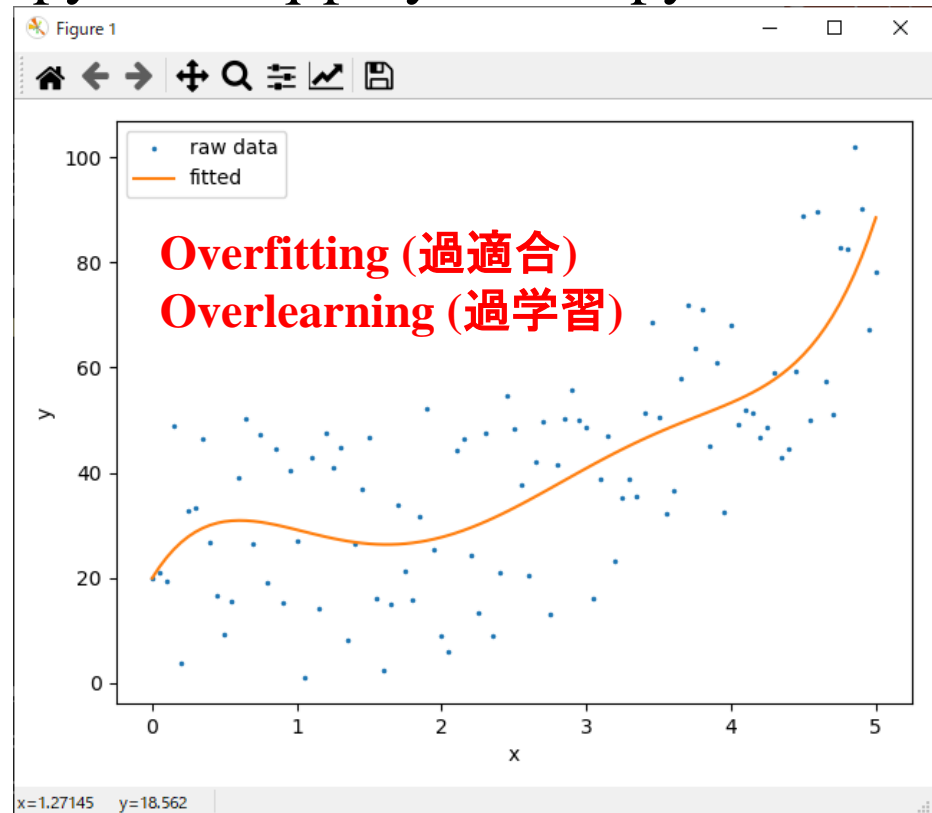 Figure 1
raw data
fitted
Overfitting (過適合)
Overlearning (過学習)
100
80
60
40
20
0
y
0 1 2 3 4 5
x
x=1.27145 y=18.562